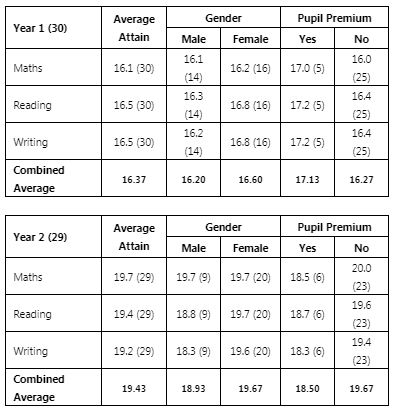 Year 1 (30) Average Attain Gender Pupil Premium
Male Female Yes No
Maths 16.1 (30) 16.1 (14) 16.2 (16) 17.0 (5) 16.0 (25)
Reading 16.5 (30) 16.3 (14) 16.8 (16) 17.2 (5) 16.4 (25)
Writing 16.5 (30) 16.2 (14) 16.8 (16) 17.2 (5) 16.4 (25)
Combined Average 16.37 16.20 16.60 17.13 16.27
Year 2 (29) Average Attain Gender Pupil Premium
Male Female Yes No
Maths 19.7 (29) 19.7 (9) 19.7 (20) 18.5 (6) 20.0 (23)
Reading 19.4 (29) 18.8 (9) 19.7 (20) 18.7 (6) 19.6 (23)
Writing 19.2 (29) 18.3 (9) 19.6 (20) 18.3 (6) 19.4 (23)
Combined Average 19.43 18.93 19.67 18.50 19.67